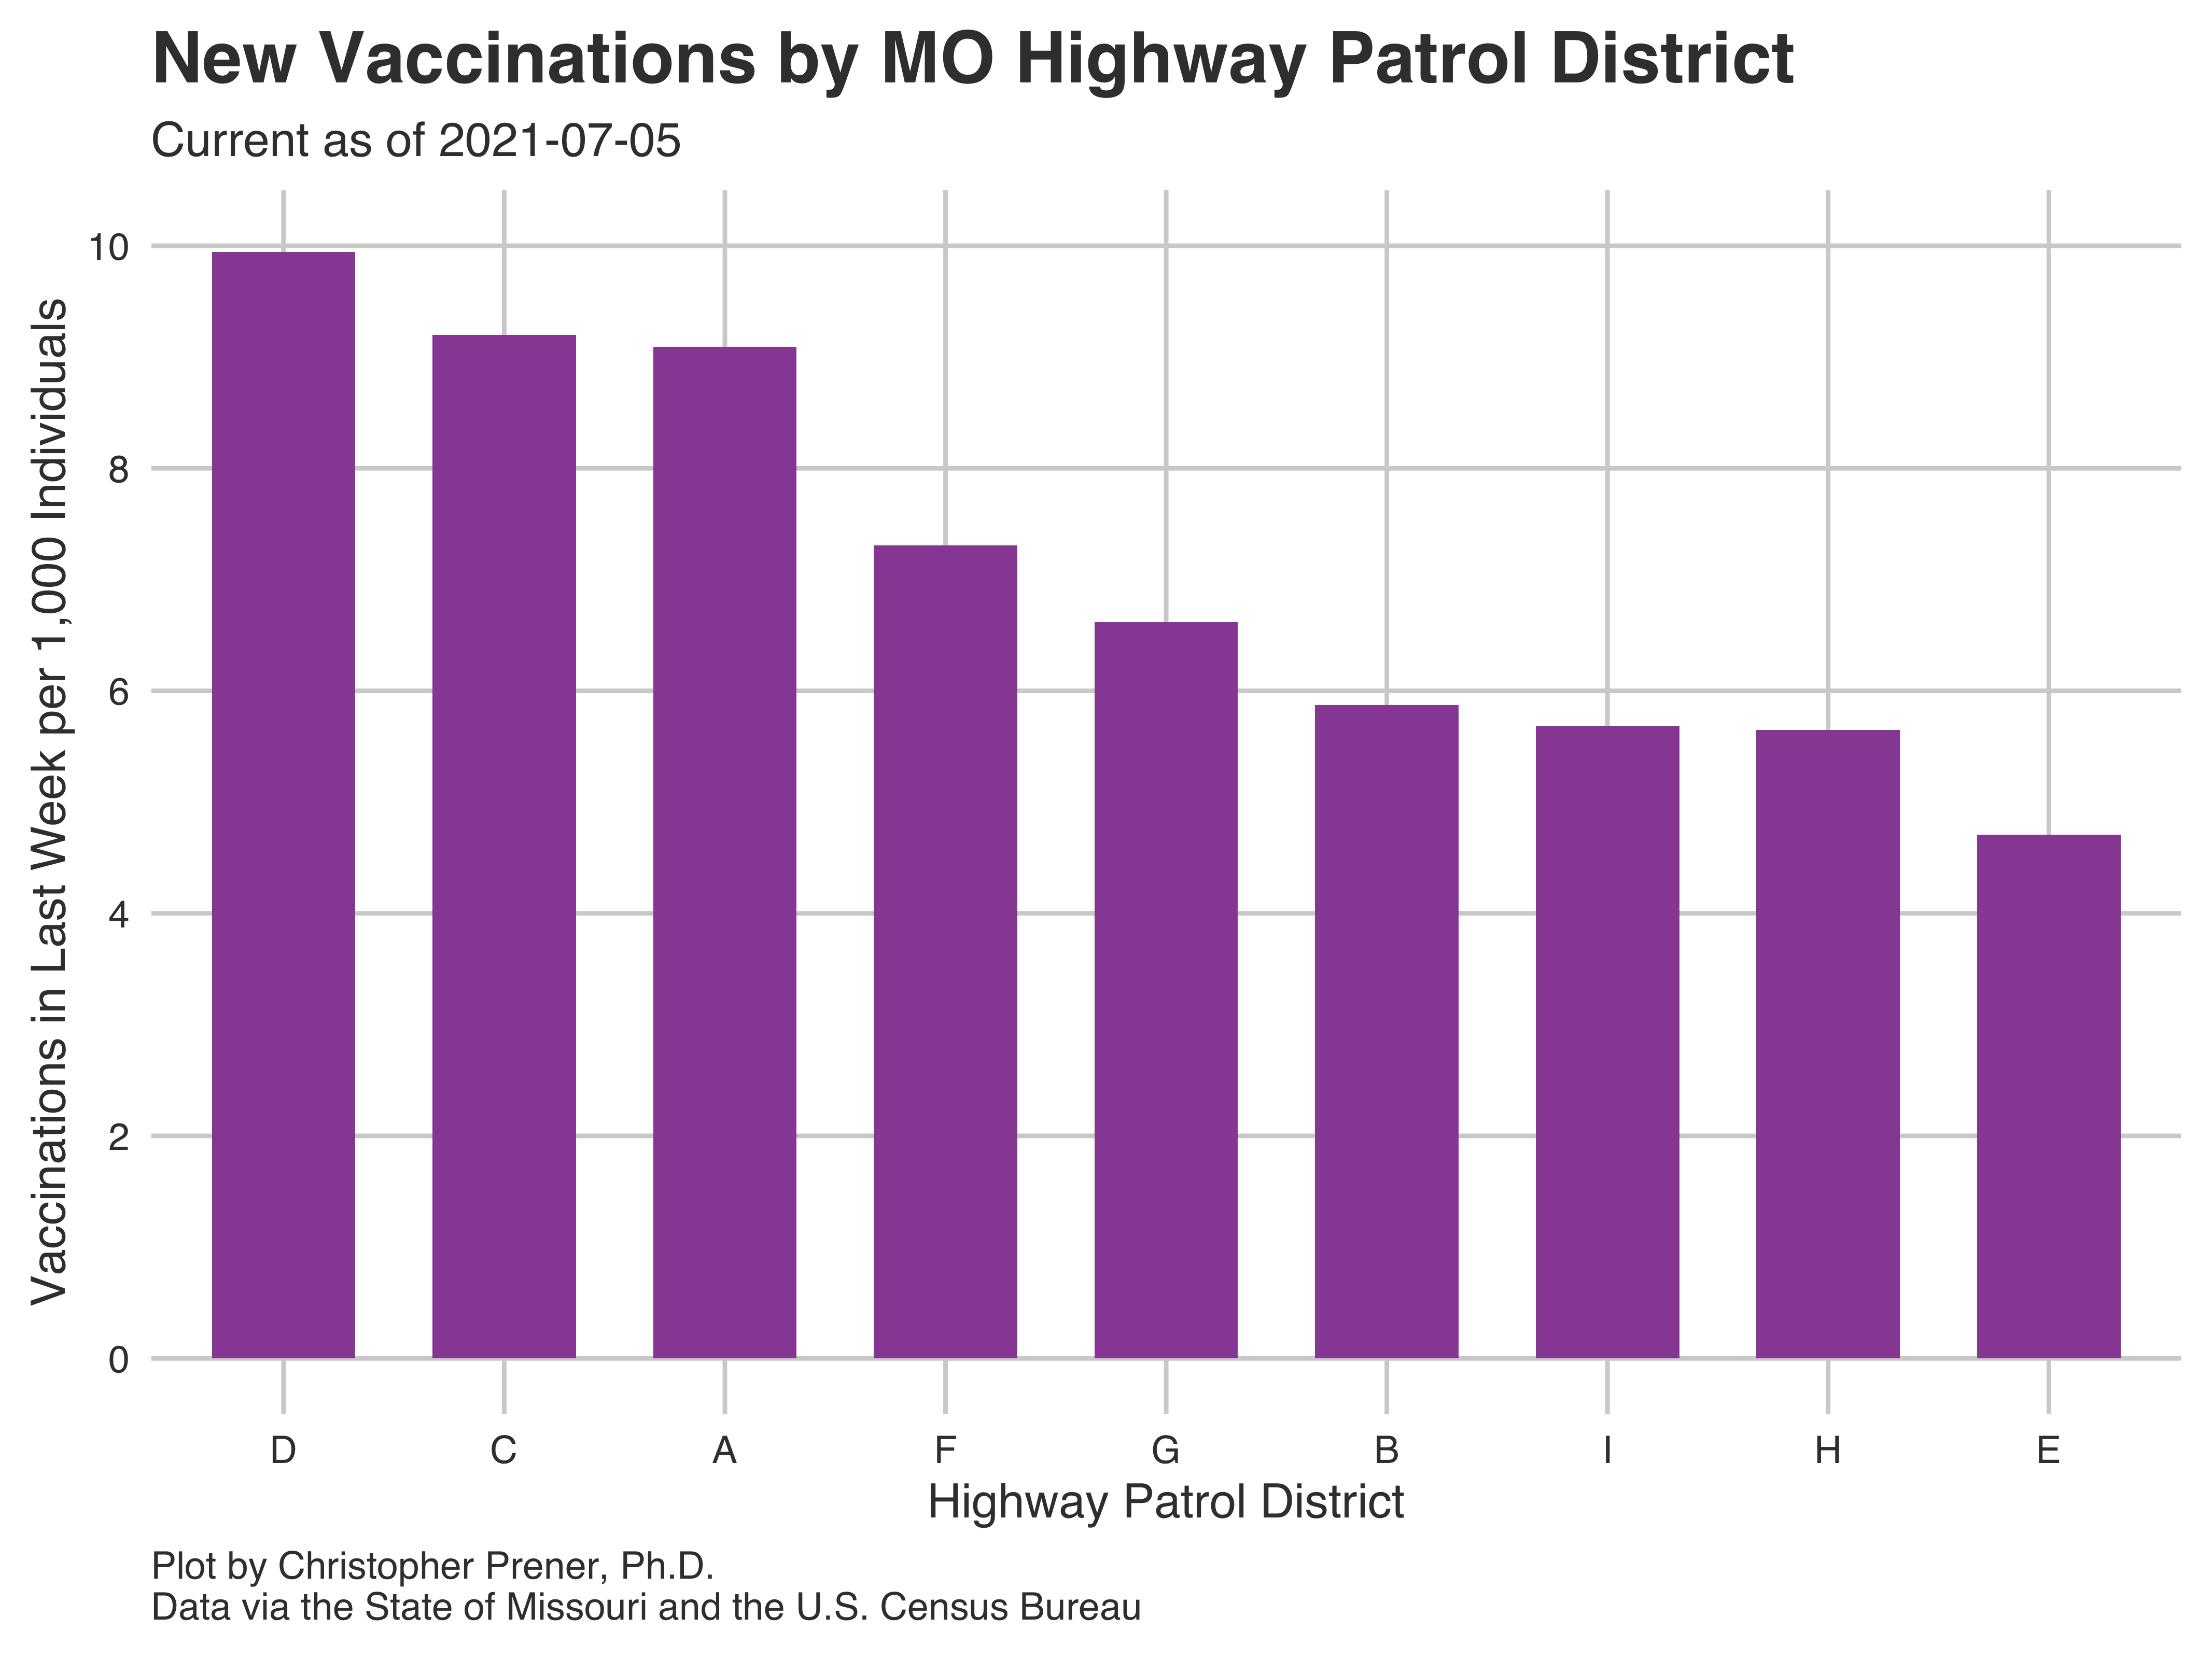 New Vaccinations by MO Highway Patrol District
Current as of 2021-07-05
Vaccinations in Last Week per 1,000 Individuals
10
8
6
4
2
0
D C A F G B I H E
Highway Patrol District
Plot by Christopher Prener, Ph.D.
Data via the State of Missouri and the U.S. Census Bureau